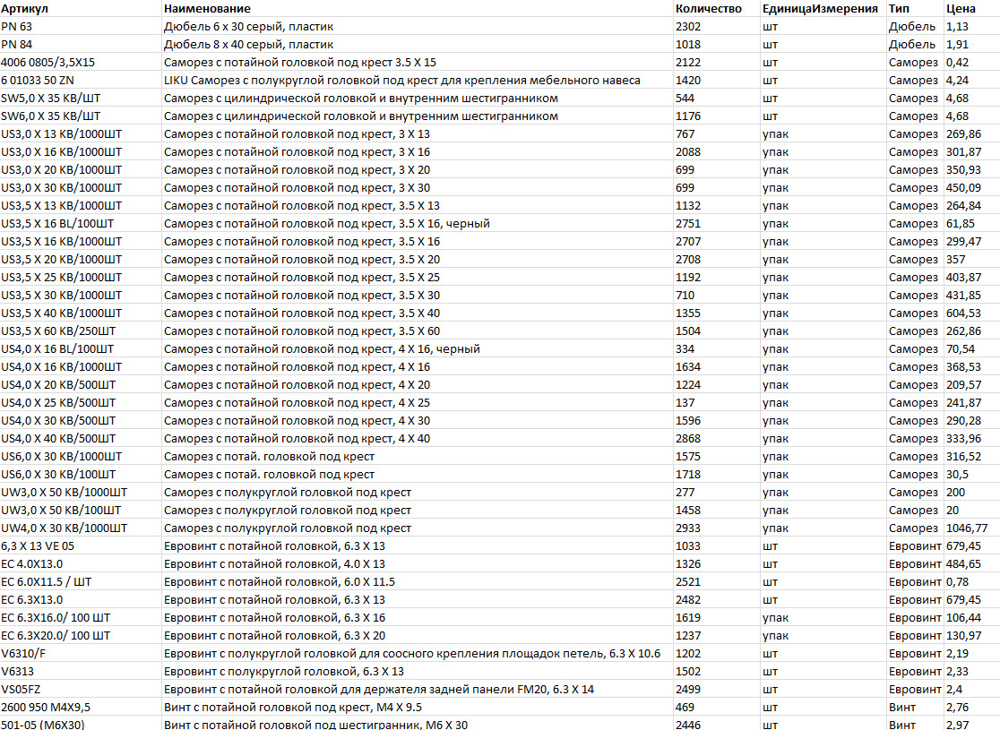 Артикул Наименование Количество ЕдиницаИзмерения Тип Цена
PN 63 Дюбель 6 x 30 серый, пластик 2302 шт Дюбель 1,13
PN 84 Дюбель 8 x 40 серый, пластик 1018 шт Дюбель 1,91
4006 0805/3,5X15 Саморез с потайной головкой под крест 3.5 X 15 2122 шт Саморез 0,42
6 01033 50 ZN LIKU Саморез с полукруглой головкой под крест для крепления мебельного навеса 1420 шт Саморез 4,24
SW5,0 X 35 КВ/ШТ Саморез с цилиндрической головкой и внутренним шестигранником 544 шт Саморез 4,68
SW6,0 X 35 КВ/ШТ Саморез с цилиндрической головкой и внутренним шестигранником 1176 шт Саморез 4,68
US3,0 X 13 КВ/1000ШТ Саморез с потайной головкой под крест, 3 X 13 767 упак Саморез 269,86
US3,0 X 16 КВ/1000ШТ Саморез с потайной головкой под крест, 3 X 16 2088 упак Саморез 301,87
US3,0 X 20 КВ/1000ШТ Саморез с потайной головкой под крест, 3 X 20 699 упак Саморез 350,93
US3,0 X 30 КВ/1000ШТ Саморез с потайной головкой под крест, 3 X 30 699 упак Саморез 450,09
US3,5 X 13 КВ/1000ШТ Саморез с потайной головкой под крест, 3.5 X 13 1132 упак Саморез 264,84
US3,5 X 16 BL/100ШТ Саморез с потайной головкой под крест, 3.5 X 16, черный 2751 упак Саморез 61,85
US3,5 X 16 КВ/1000ШТ Саморез с потайной головкой под крест, 3.5 X 16 2707 упак Саморез 299,47
US3,5 X 20 КВ/1000ШТ Саморез с потайной головкой под крест, 3.5 X 20 2708 упак Саморез 357
US3,5 X 25 КВ/1000ШТ Саморез с потайной головкой под крест, 3.5 X 25 1192 упак Саморез 403,87
US3,5 X 30 КВ/1000ШТ Саморез с потайной головкой под крест, 3.5 X 30 710 упак Саморез 431,85
US3,5 X 40 КВ/1000ШТ Саморез с потайной головкой под крест, 3.5 X 40 1355 упак Саморез 604,53
US3,5 X 60 КВ/250ШТ Саморез с потайной головкой под крест, 3.5 X 60 1504 упак Саморез 262,86
US4,0 X 16 BL/100ШТ Саморез с потайной головкой под крест, 4 X 16, черный 334 упак Саморез 70,54
US4,0 X 16 КВ/1000ШТ Саморез с потайной головкой под крест, 4 X 16 1634 упак Саморез 368,53
US4,0 X 20 КВ/500ШТ Саморез с потайной головкой под крест, 4 X 20 1224 упак Саморез 209,57
US4,0 X 25 КВ/500ШТ Саморез с потайной головкой под крест, 4 X 25 137 упак Саморез 241,87
US4,0 X 30 КВ/500ШТ Саморез с потайной головкой под крест, 4 X 30 1596 упак Саморез 290,28
US4,0 X 40 КВ/500ШТ Саморез с потайной головкой под крест, 4 X 40 2868 упак Саморез 333,96
US6,0 X 30 КВ/1000ШТ Саморез с потай. головкой под крест 1575 упак Саморез 316,52
US6,0 X 30 КВ/100ШТ Саморез с потай. головкой под крест 1718 упак Саморез 30,5
UW3,0 X 50 КВ/1000ШТ Саморез с полукруглой головкой под крест 277 упак Саморез 200
UW3,0 X 50 КВ/100ШТ Саморез с полукруглой головкой под крест 1458 упак Саморез 20
UW4,0 X 30 КВ/1000ШТ Саморез с полукруглой головкой под крест 2933 упак Саморез 1046,77
6,3 X 13 VE 05 Евровинт с потайной головкой, 6.3 X 13 1033 шт Евровинт 679,45
EC 4.0X13.0 Евровинт с потайной головкой, 4.0 X 13 1326 шт Евровинт 484,65
EC 6.0X11.5 / ШТ Евровинт с потайной головкой, 6.0 X 11.5 2521 шт Евровинт 0,78
EC 6.3X13.0 Евровинт с потайной головкой, 6.3 X 13 2482 шт Евровинт 679,45
EC 6.3X16.0/ 100 ШТ Евровинт с потайной головкой, 6.3 X 16 1619 упак Евровинт 106,44
EC 6.3X20.0/ 100 ШТ Евровинт с потайной головкой, 6.3 X 20 1237 упак Евровинт 130,97
V6310/F Евровинт с полукруглой головкой для соосного крепления площадок петель, 6.3 X 10.6 1202 шт Евровинт 2,19
V6313 Евровинт с полукруглой головкой, 6.3 X 13 1502 шт Евровинт 2,33
VS05FZ Евровинт с потайной головкой для держателя задней панели FM20, 6.3 X 14 2499 шт Евровинт 2,4
2600 950 M4X9,5 Винт с потайной головкой под крест, M4 X 9.5 469 шт Винт 2,76
501-05 (M6X30) Винт с потайной головкой под шестигранник, M6 X 30 2446 шт Винт 2,97